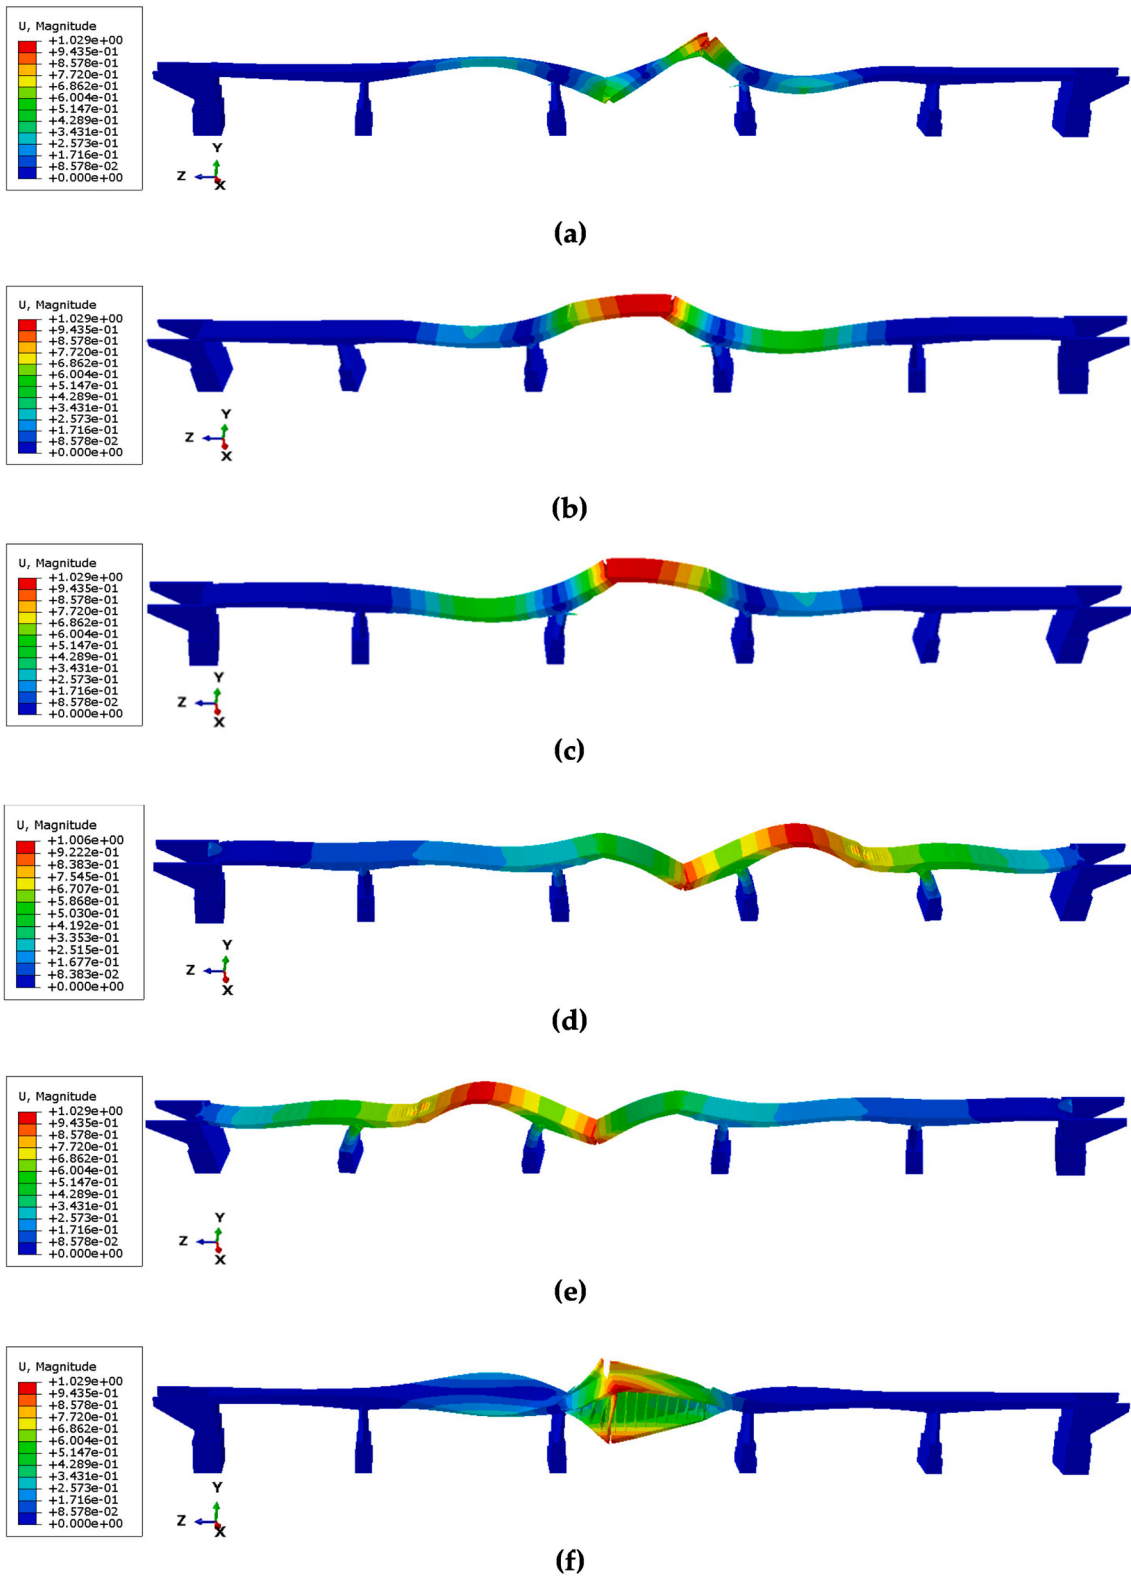 U, Magnitude
+1.029e+00
+9.435e-01
+8.578e-01
+7.720e-01
+6.862e-01
+6.004e-01
+5.147e-01
+4.289e-01
+3.431e-01
+2.573e-01
+1.716e-01
+8.578e-02
+0.000e+00
Y
Z
X
(a)
U, Magnitude
+1.029e+00
+9.435e-01
+8.578e-01
+7.720e-01
+6.862e-01
+6.004e-01
+5.147e-01
+4.289e-01
+3.431e-01
+2.573e-01
+1.716e-01
+8.578e-02
+0.000e+00
Y
Z
X
(b)
U, Magnitude
+1.029e+00
+9.435e-01
+8.578e-01
+7.720e-01
+6.862e-01
+6.004e-01
+5.147e-01
+4.289e-01
+3.431e-01
+2.573e-01
+1.716e-01
+8.578e-02
+0.000e+00
Y
Z
X
(c)
U, Magnitude
+1.006e+00
+9.222e-01
+8.383e-01
+7.545e-01
+6.707e-01
+5.868e-01
+5.030e-01
+4.192e-01
+3.353e-01
+2.515e-01
+1.677e-01
+8.383e-02
+0.000e+00
Y
Z
X
(d)
U, Magnitude
+1.029e+00
+9.435e-01
+8.578e-01
+7.720e-01
+6.862e-01
+6.004e-01
+5.147e-01
+4.289e-01
+3.431e-01
+2.573e-01
+1.716e-01
+8.578e-02
+0.000e+00
Y
Z
X
(e)
U, Magnitude
+1.029e+00
+9.435e-01
+8.578e-01
+7.720e-01
+6.862e-01
+6.004e-01
+5.147e-01
+4.289e-01
+3.431e-01
+2.573e-01
+1.716e-01
+8.578e-02
+0.000e+00
Y
Z
X
(f)